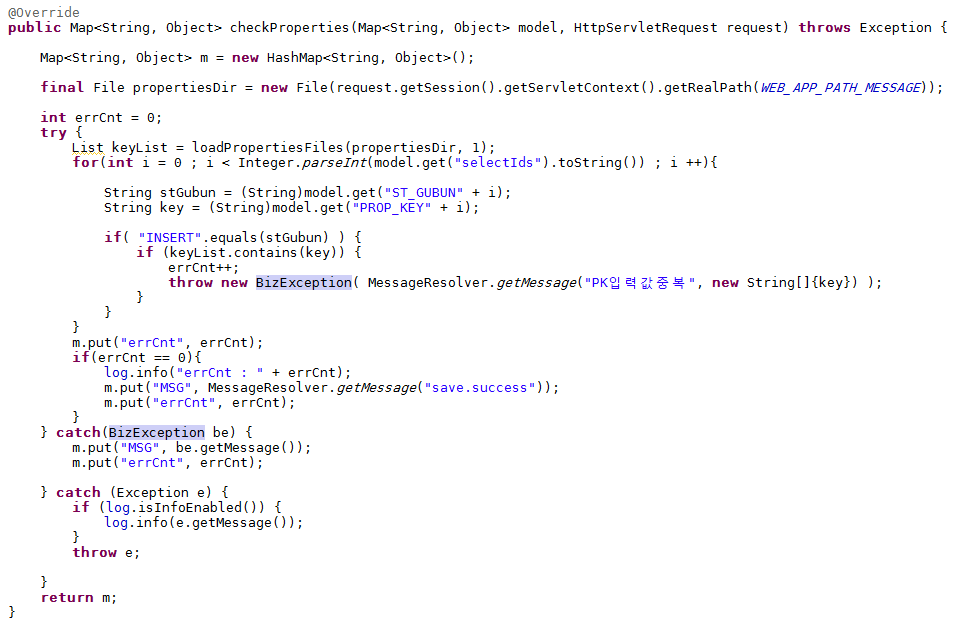 @Override
public Map<String, Object> checkProperties(Map<String, Object> model, HttpServletRequest request) throws Exception {
Map<String, Object> m = new HashMap<String, Object>();
final File propertiesDir = new File(request.getSession().getServletContext().getRealPath(WEB_APP_PATH_MESSAGE));
int errCnt = 0;
try {
List keyList = loadPropertiesFiles(propertiesDir, 1);
for(int i = 0 ; i < Integer.parseInt(model.get("selectIds").toString()) ; i ++){
String stGubun = (String)model.get("ST_GUBUN" + i);
String key = (String)model.get("PROP_KEY" + i);
if( "INSERT".equals(stGubun) ) {
if (keyList.contains(key)) {
errCnt++;
throw new BizException( MessageResolver.getMessage("PK입력값중복", new String[]{key}) );
}
}
}
m.put("errCnt", errCnt);
if(errCnt == 0){
log.info("errCnt : " + errCnt);
m.put("MSG", MessageResolver.getMessage("save.success"));
m.put("errCnt", errCnt);
}
} catch(BizException be) {
m.put("MSG", be.getMessage());
m.put("errCnt", errCnt);
} catch (Exception e) {
if (log.isInfoEnabled()) {
log.info(e.getMessage());
}
throw e;
}
return m;
}